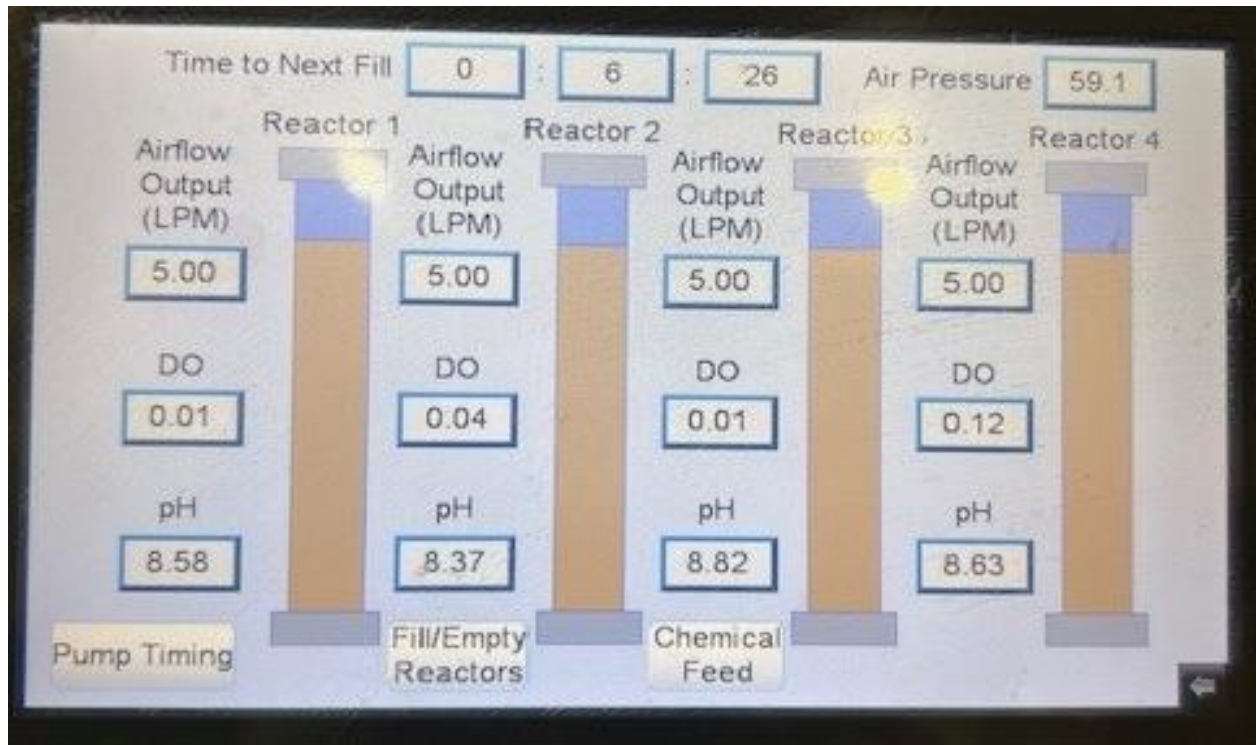 Time to Next Fill 0 : 6 : 26 Air Pressure 59.1
Reactor 1 Reactor 2 Reactor 3 Reactor 4
Airflow Airflow Airflow Airflow
Output Output Output Output
(LPM) (LPM) (LPM) (LPM)
5.00 5.00 5.00 5.00
DO DO DO DO
0.01 0.04 0.01 0.12
pH pH pH pH
8.58 8.37 8.82 8.63
Pump Timing Fill/Empty Chemical
Reactors Feed